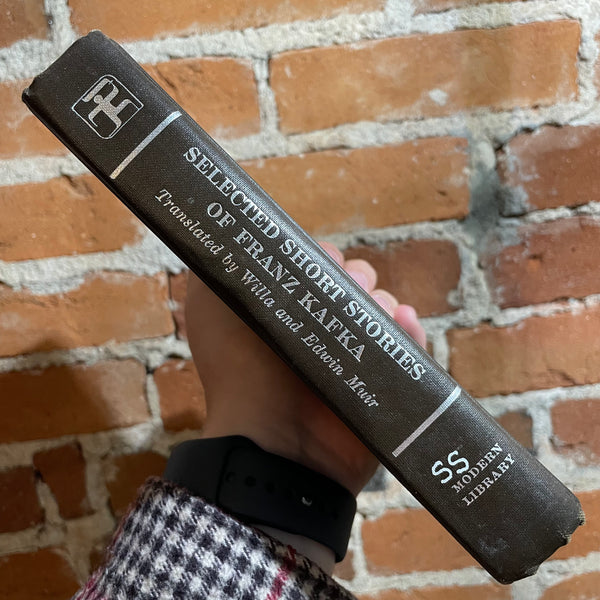 SELECTED SHORT STORIES
OF FRANZ KAFKA
Translated by Willa and Edwin Muir
SS
MODERN
LIBRARY